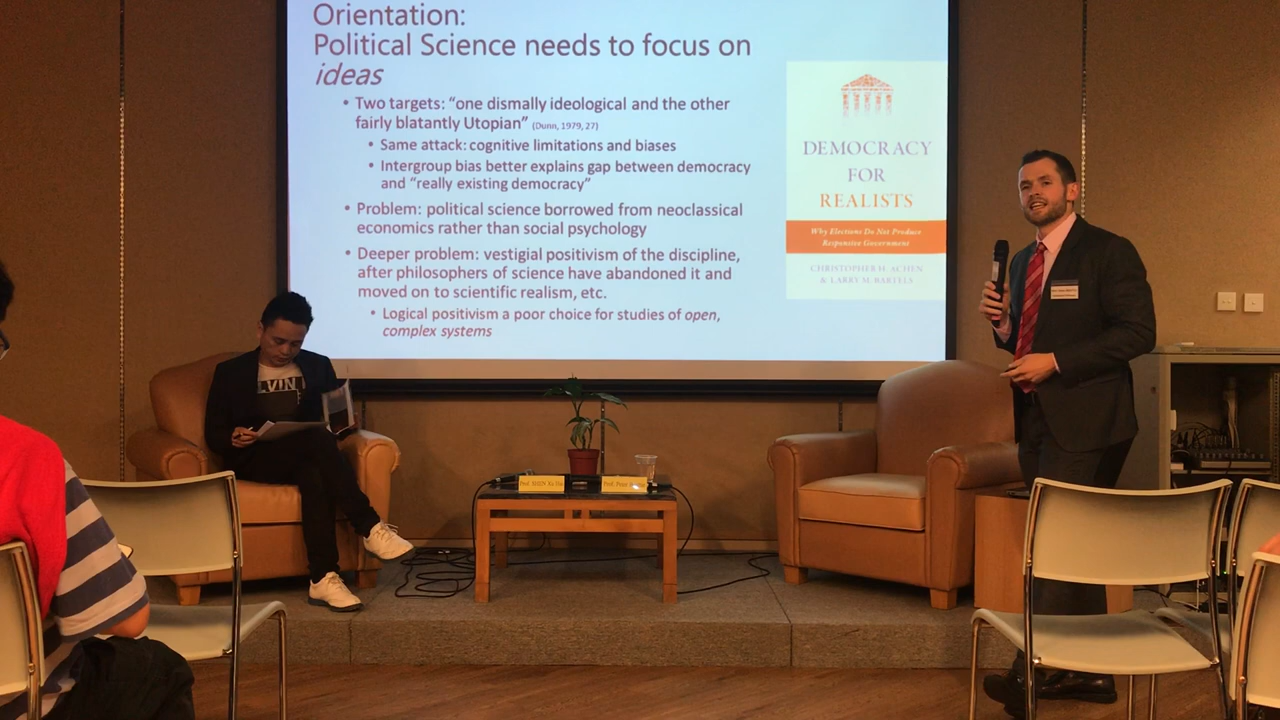 Orientation:
Political Science needs to focus on
ideas
• Two targets: “one dismally ideological and the other
fairly blatantly Utopian” (Dunn, 1979, 27)
• Same attack: cognitive limitations and biases
• Intergroup bias better explains gap between democracy
and “really existing democracy”
• Problem: political science borrowed from neoclassical
economics rather than social psychology
• Deeper problem: vestigial positivism of the discipline,
after philosophers of science have abandoned it and
moved on to scientific realism, etc.
• Logical positivism a poor choice for studies of open,
complex systems
DEMOCRACY
FOR
REALISTS
Why Elections Do Not Produce
Responsive Government
CHRISTOPHER H. ACHEN
& LARRY M. BARTELS
VIN
Prof.
Prof. Peter